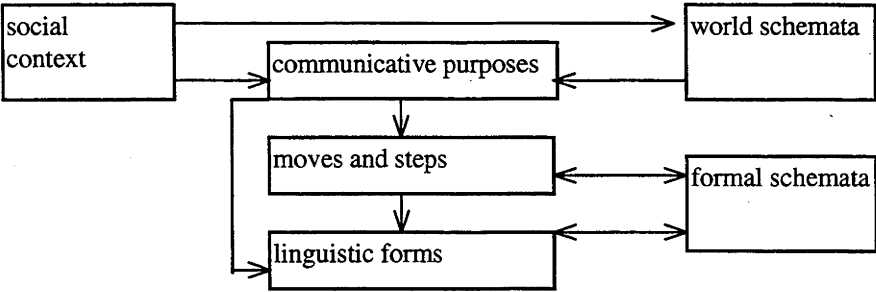 social
context
world schemata
communicative purposes
moves and steps
formal schemata
linguistic forms